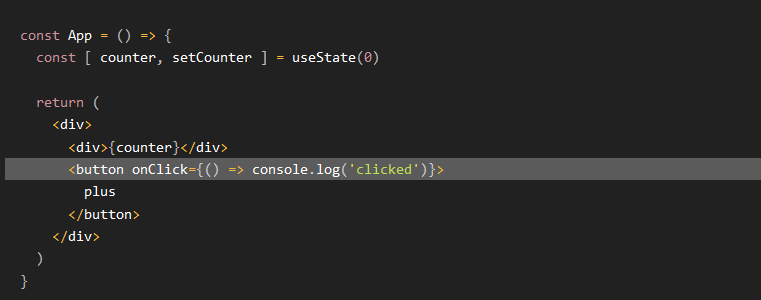 const App = () => {
  const [ counter, setCounter ] = useState(0)

  return (
    <div>
      <div>{counter}</div>
      <button onClick={() => console.log('clicked')}>
        plus
      </button>
    </div>
  )
}